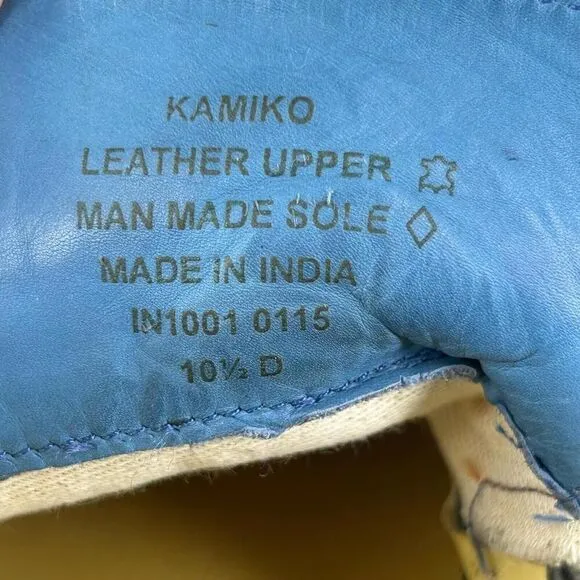 KAMIKO
LEATHER UPPER
MAN MADE SOLE
MADE IN INDIA
IN1001 0115
10½ D